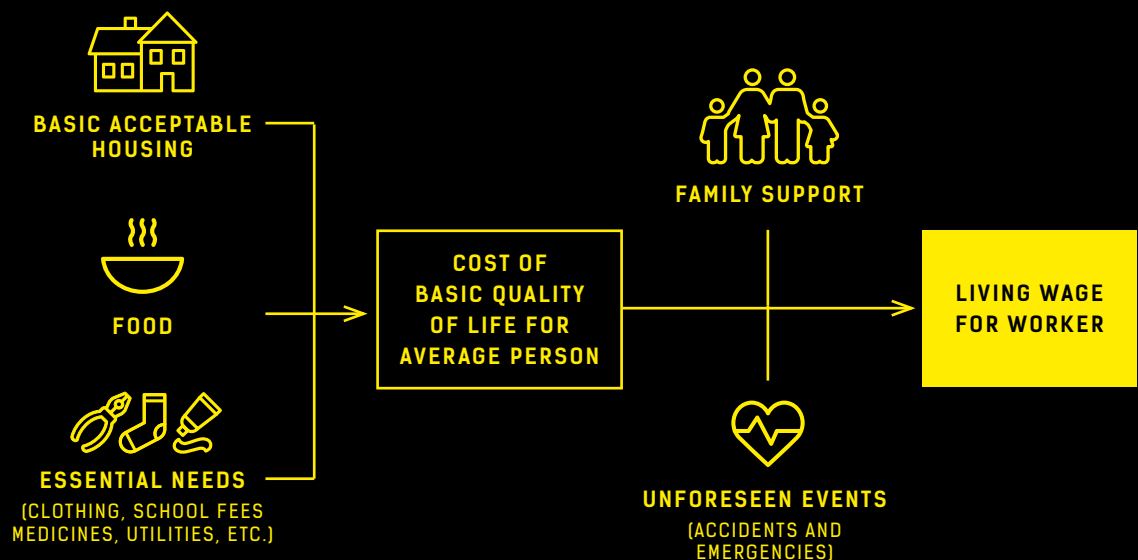 BASIC ACCEPTABLE
HOUSING
FOOD
ESSENTIAL NEEDS
(CLOTHING, SCHOOL FEES
MEDICINES, UTILITIES, ETC.)
COST OF
BASIC QUALITY
OF LIFE FOR
AVERAGE PERSON
FAMILY SUPPORT
UNFORESEEN EVENTS
(ACCIDENTS AND
EMERGENCIES)
LIVING WAGE
FOR WORKER